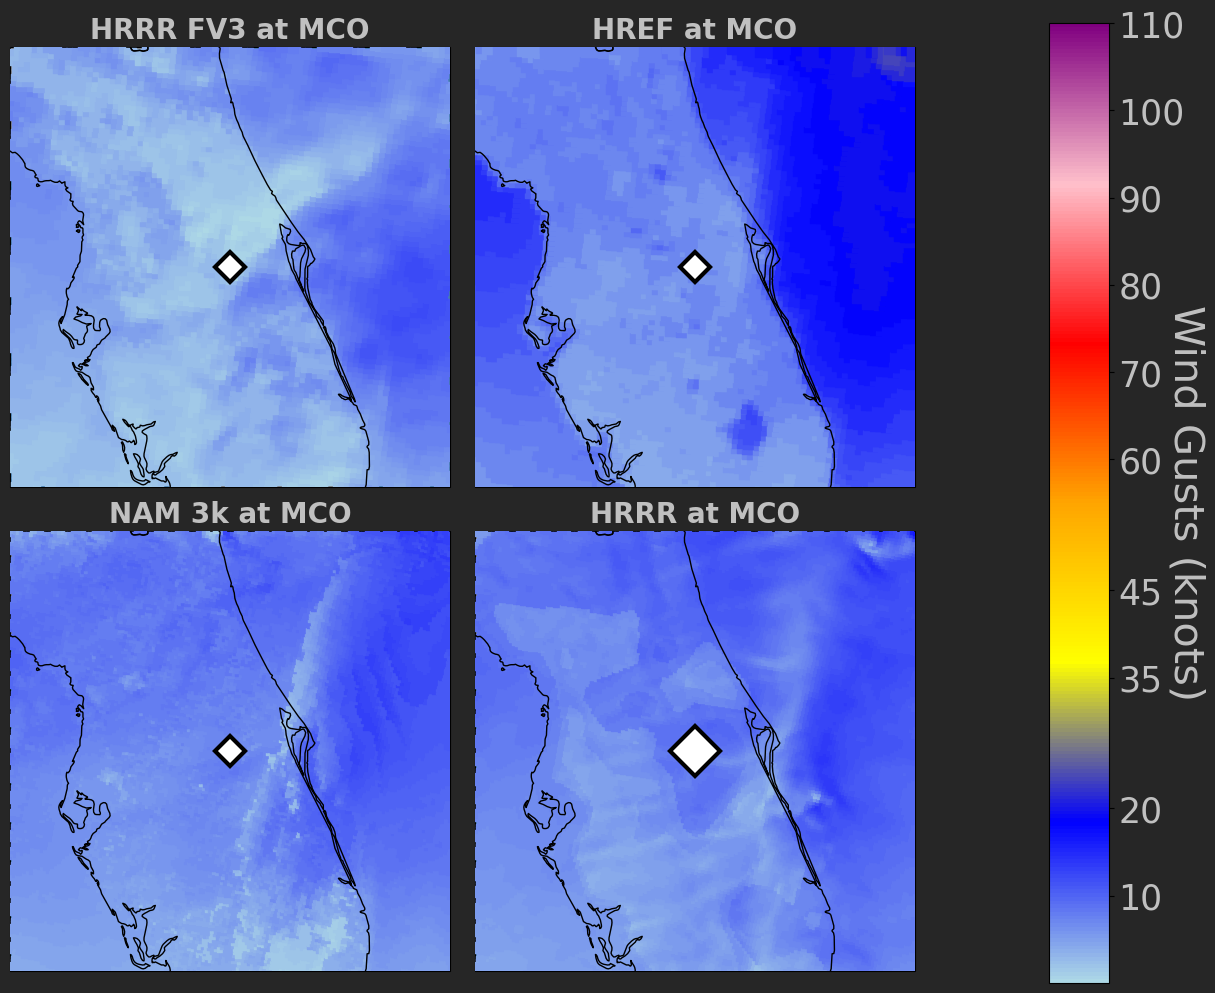 HRRR FV3 at MCO
HREF at MCO
NAM 3k at MCO
HRRR at MCO
110
100
90
80
70
60
45
35
20
10
Wind Gusts (knots)